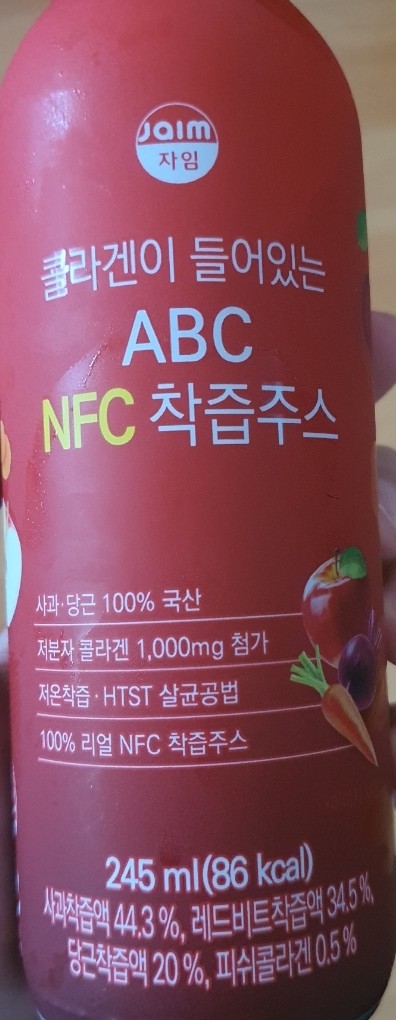 Jaim
자임
콜라겐이 들어있는
ABC
NFC 착즙주스
사과·당근 100% 국산
저분자 콜라겐 1,000mg 첨가
저온착즙·HTST 살균공법
100% 리얼 NFC 착즙주스
245 ml(86 kcal)
사과착즙액 44.3 %, 레드비트착즙액 34.5 %,
당근착즙액 20 %, 피쉬콜라겐 0.5 %